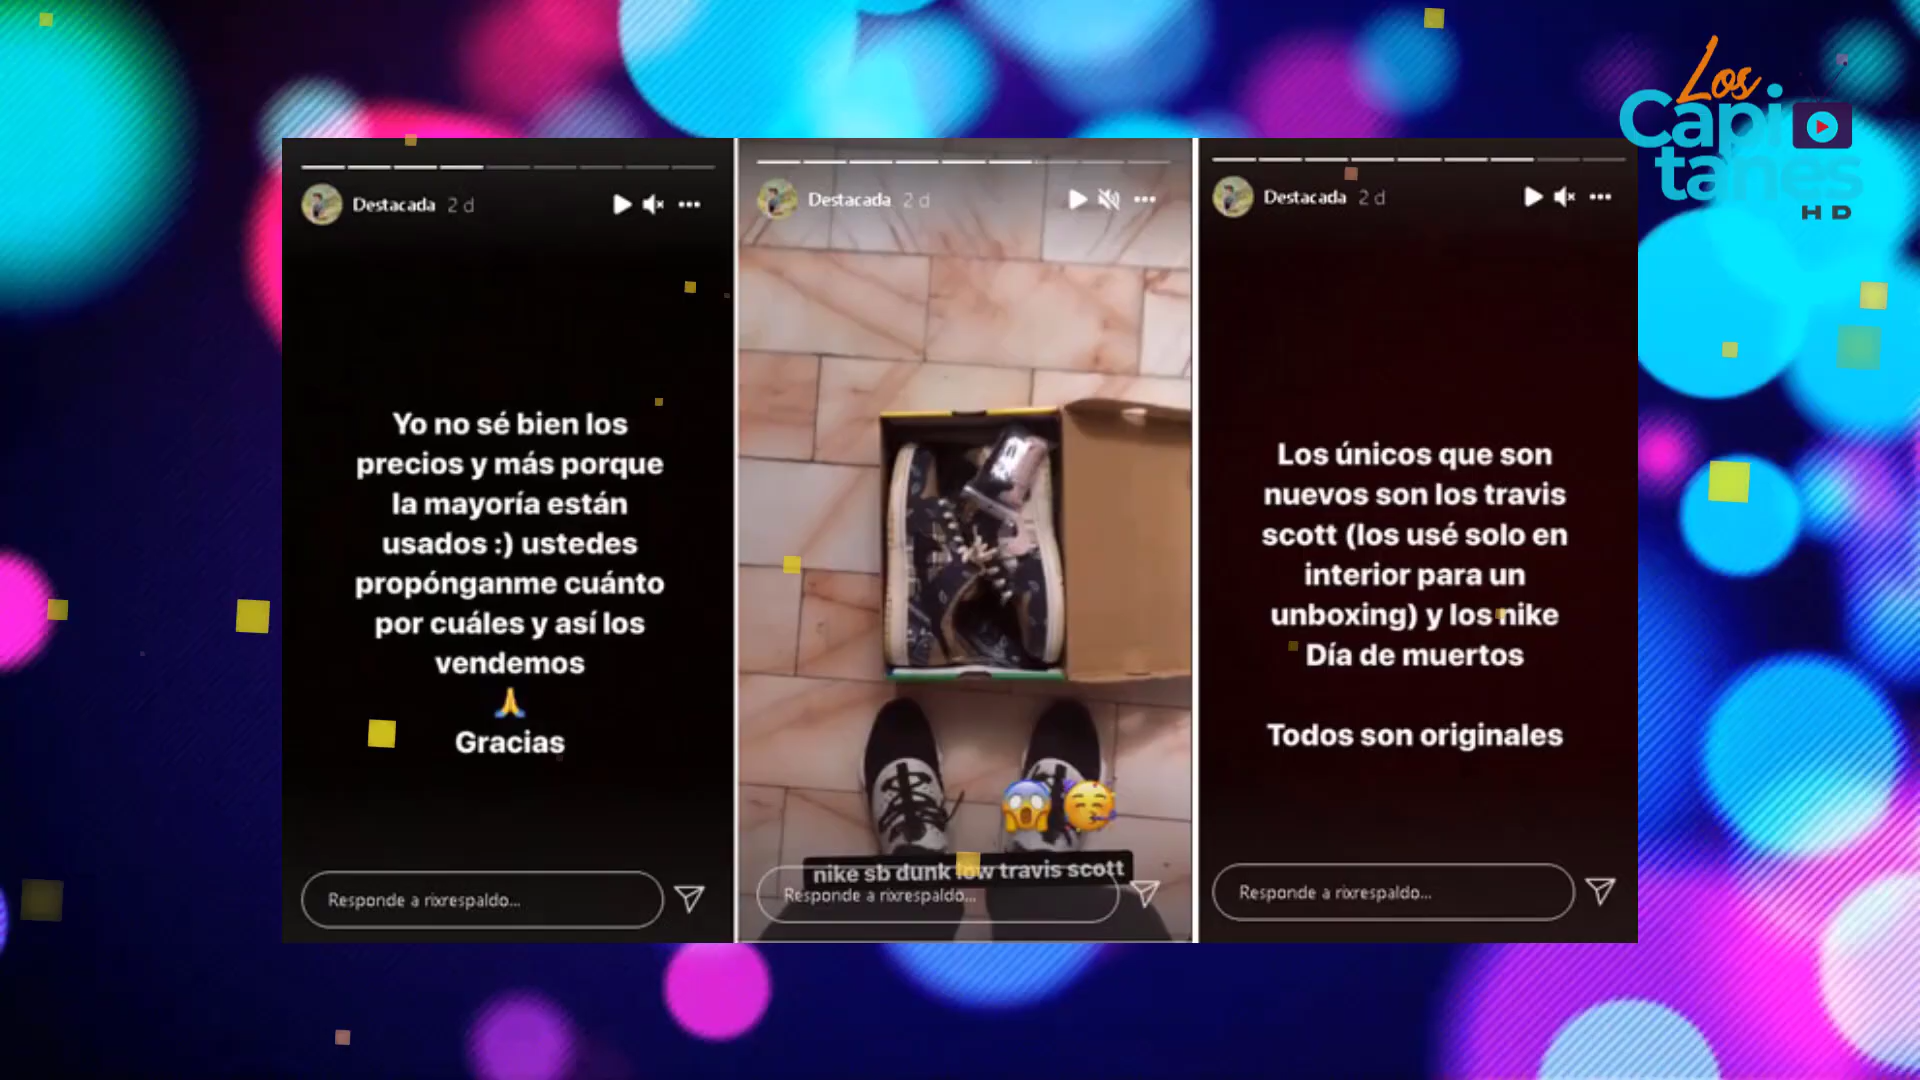 Los
Capi
tanes
HD
Destacada 2 d
Yo no sé bien los
precios y más porque
la mayoría están
usados :) ustedes
propónganme cuánto
por cuáles y así los
vendemos
🙏
Gracias
Responde a rixrespaldo...
Destacada 2 d
nike sb dunk low travis scott
Responde a rixrespaldo...
Destacada 2 d
Los únicos que son
nuevos son los travis
scott (los usé solo en
interior para un
unboxing) y los nike
Día de muertos
Todos son originales
Responde a rixrespaldo...